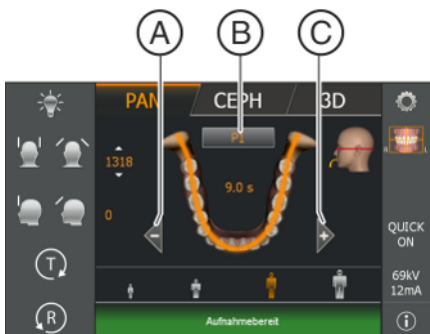 A B C
PAN CEPH 3D
P1
1318
9.0 s
0
- +
QUICK
ON
T
69kV
12mA
R
Aufnahmebereit
i